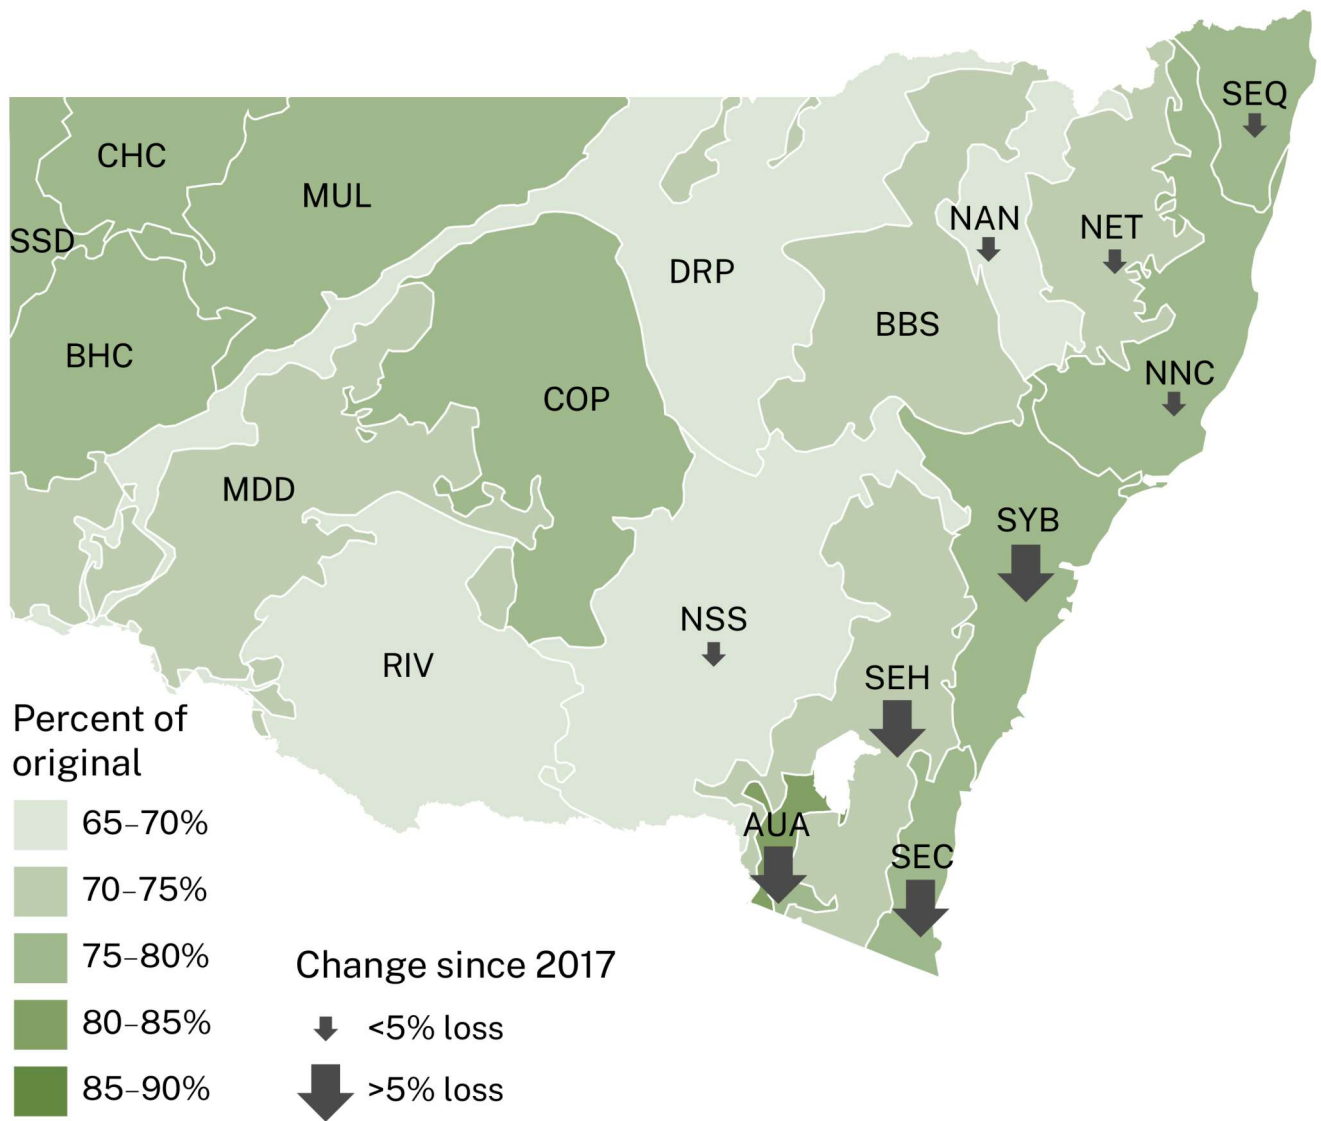 SEQ
CHC
MUL
NAN
NET
SSD
DRP
BBS
BHC
NNC
COP
MDD
SYB
NSS
RIV
SEH
AUA
SEC
Percent of
original
65–70%
70–75%
75–80%
80–85%
85–90%
Change since 2017
<5% loss
>5% loss